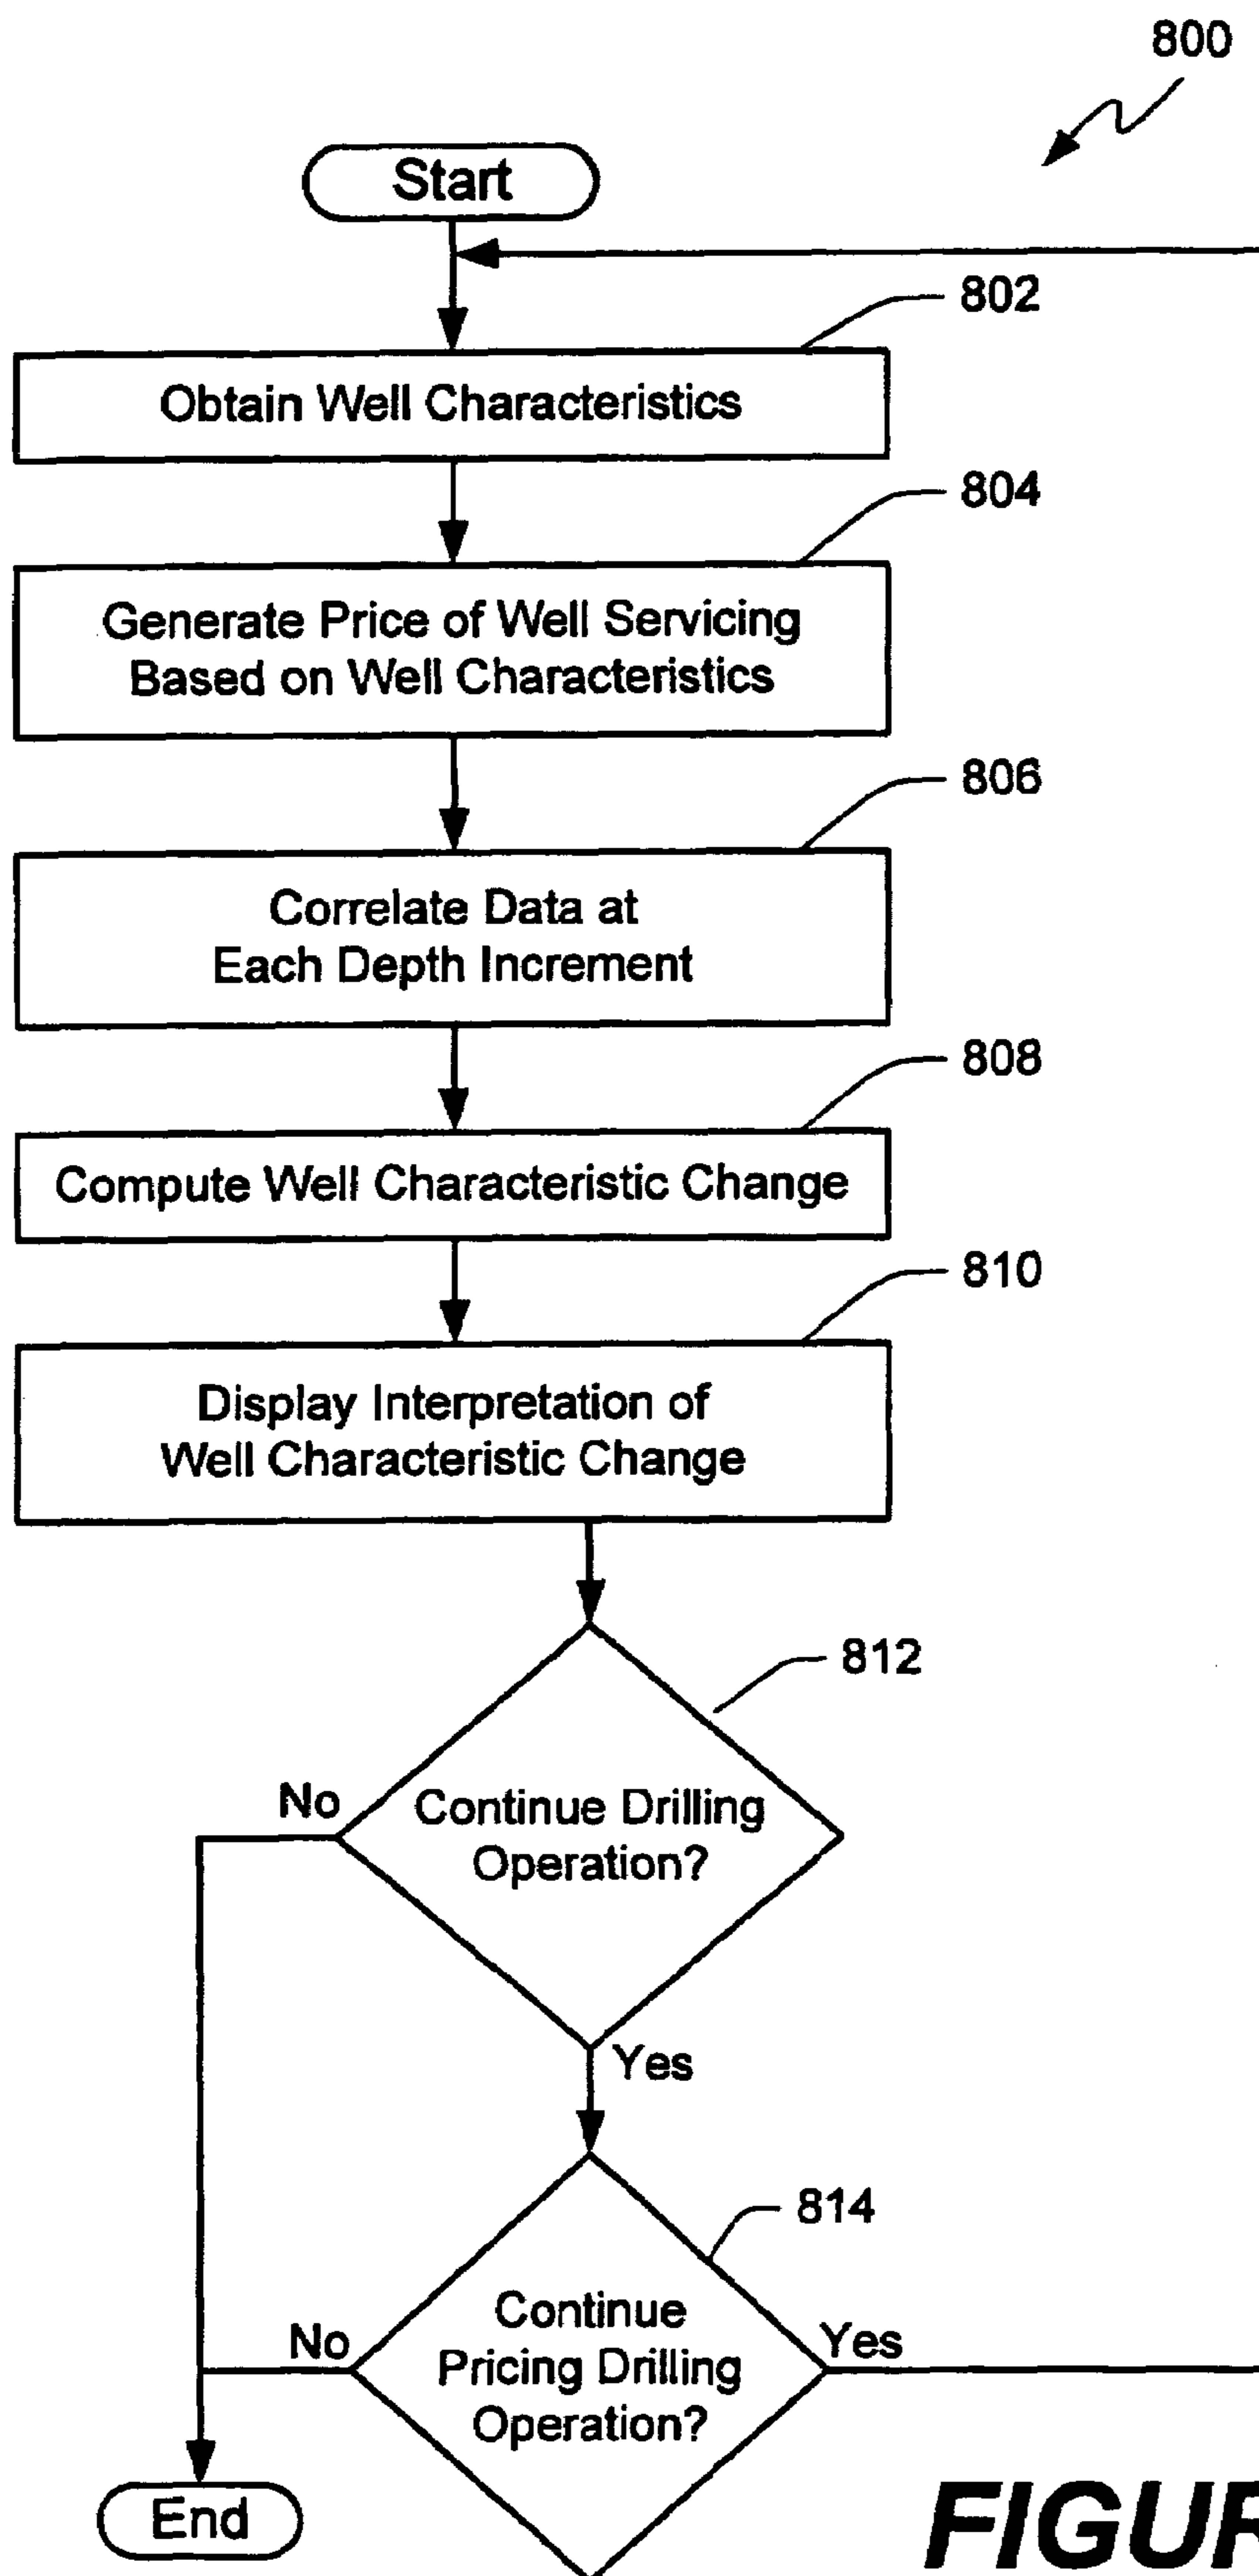 800
Start
802
Obtain Well Characteristics
804
Generate Price of Well Servicing
Based on Well Characteristics
806
Correlate Data at
Each Depth Increment
808
Compute Well Characteristic Change
810
Display Interpretation of
Well Characteristic Change
812
No
Continue Drilling
Operation?
Yes
814
No
Continue
Pricing Drilling
Operation?
Yes
End
FIGUR